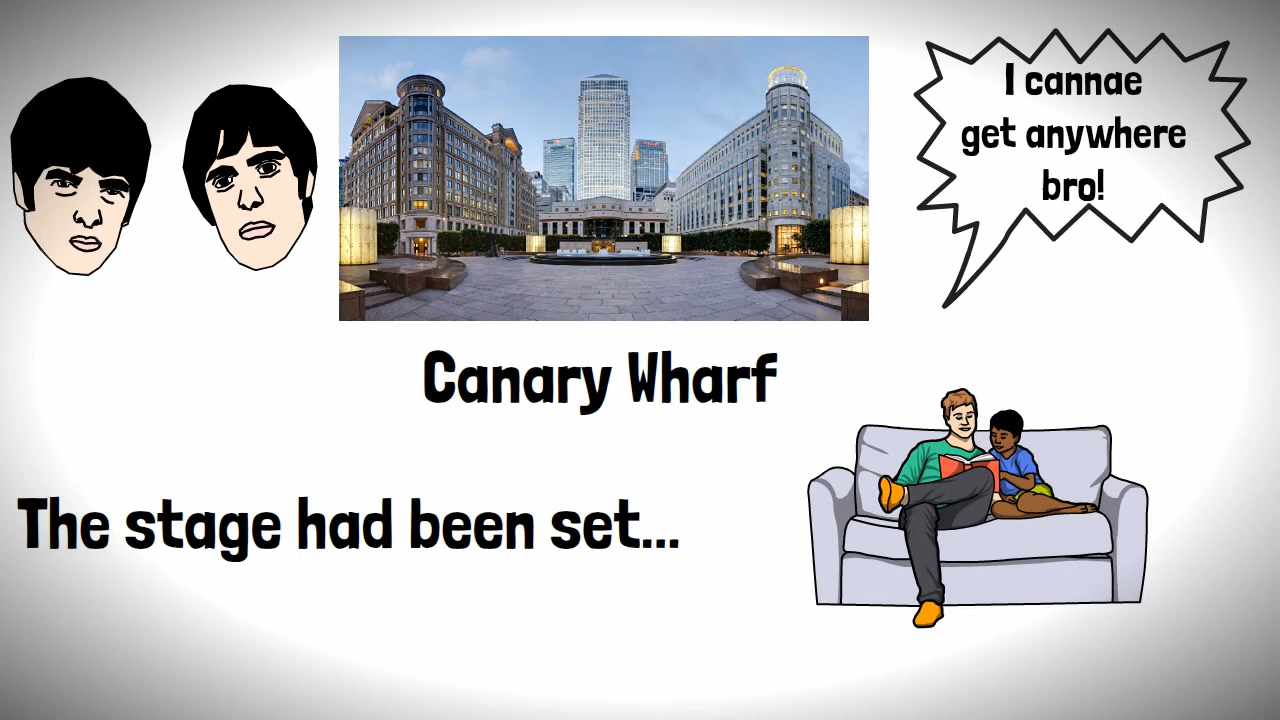 I cannae
get anywhere
bro!
Canary Wharf
The stage had been set...